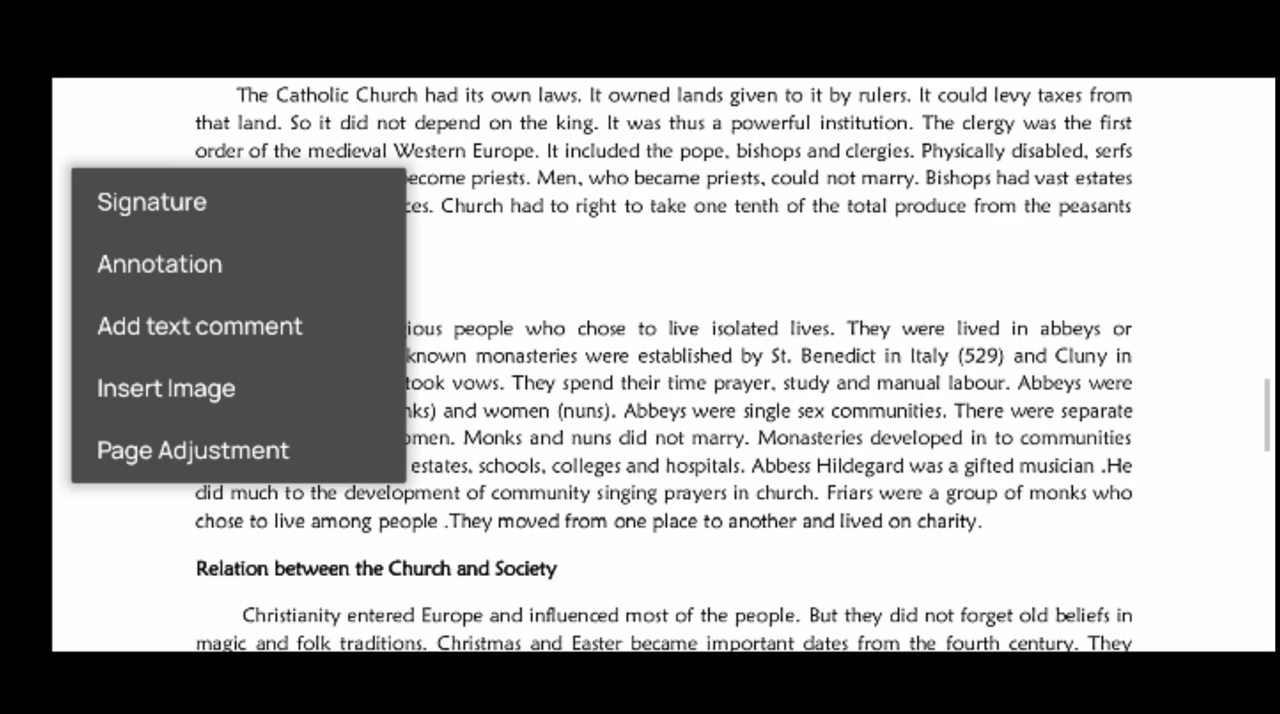 The Catholic Church had its own laws. It owned lands given to it by rulers. It could levy taxes from
that land. So it did not depend on the king. It was thus a powerful institution. The clergy was the first
order of the medieval Western Europe. It included the pope, bishops and clergies. Physically disabled, serfs
ecome priests. Men, who became priests, could not marry. Bishops had vast estates
ces. Church had to right to take one tenth of the total produce from the peasants
Signature
Annotation
Add text comment
Insert Image
Page Adjustment
ious people who chose to live isolated lives. They were lived in abbeys or
known monasteries were established by St. Benedict in Italy (529) and Cluny in
took vows. They spend their time prayer, study and manual labour. Abbeys were
nks) and women (nuns). Abbeys were single sex communities. There were separate
omen. Monks and nuns did not marry. Monasteries developed in to communities
estates, schools, colleges and hospitals. Abbess Hildegard was a gifted musician .He
did much to the development of community singing prayers in church. Friars were a group of monks who
chose to live among people .They moved from one place to another and lived on charity.
Relation between the Church and Society
Christianity entered Europe and influenced most of the people. But they did not forget old beliefs in
magic and folk traditions. Christmas and Easter became important dates from the fourth century. They